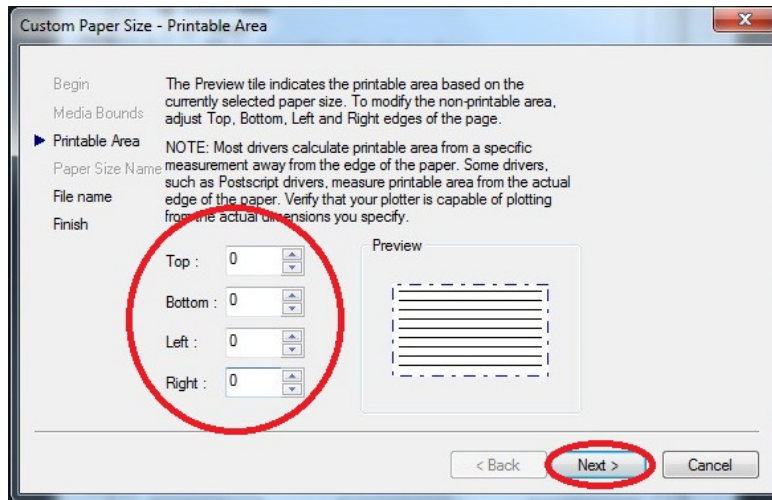 Custom Paper Size - Printable Area
Begin
Media Bounds
Printable Area
Paper Size Name
File name
Finish
The Preview tile indicates the printable area based on the
currently selected paper size. To modify the non-printable area,
adjust Top, Bottom, Left and Right edges of the page.
NOTE: Most drivers calculate printable area from a specific
measurement away from the edge of the paper. Some drivers,
such as Postscript drivers, measure printable area from the actual
edge of the paper. Verify that your plotter is capable of plotting
from the actual dimensions you specify.
Top : 0
Bottom : 0
Left : 0
Right : 0
Preview
< Back
Next >
Cancel